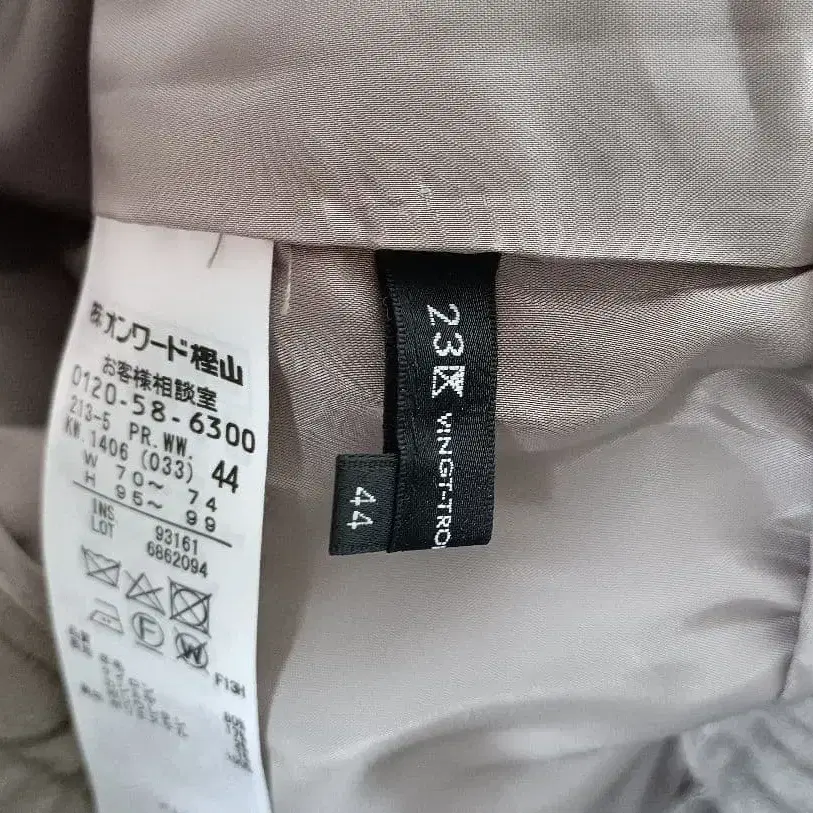 ㈱オンワード樫山
お客様相談室
0120-58-6300
213-5 PR.WW.
KW.1406 (033) 44
W 70～ 74
H 95～ 99
INS 93161
LOT 6862094
F
W
F13H
23区
VINGT-TROI
44